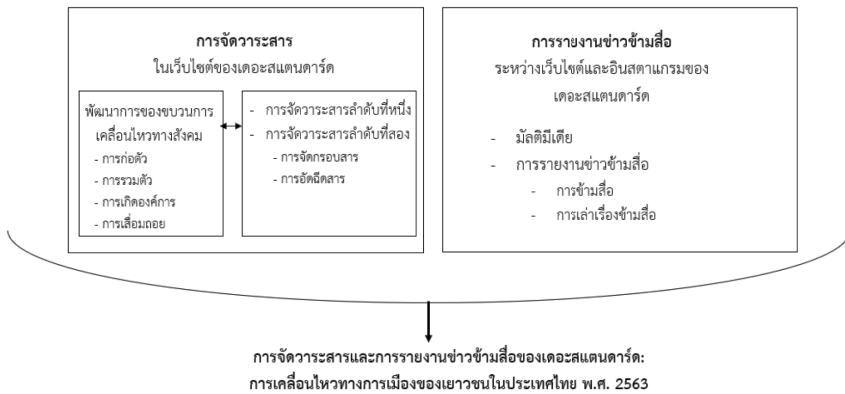 การจัดวาระสาร
ในเว็บไซต์ของเดอะสแตนดาร์ด
พัฒนาการของขบวนการ
เคลื่อนไหวทางสังคม
- การก่อตัว
- การรวมตัว
- การเกิดองค์การ
- การเสื่อมถอย
- การจัดวาระสารลำดับที่หนึ่ง
- การจัดวาระสารลำดับที่สอง
- การจัดกรอบสาร
- การอัดฉีดสาร
การรายงานข่าวข้ามสื่อ
ระหว่างเว็บไซต์และอินสตาแกรมของ
เดอะสแตนดาร์ด
- มัลติมีเดีย
- การรายงานข่าวข้ามสื่อ
- การข้ามสื่อ
- การเล่าเรื่องข้ามสื่อ
การจัดวาระสารและการรายงานข่าวข้ามสื่อของเดอะสแตนดาร์ด:
การเคลื่อนไหวทางการเมืองของเยาวชนในประเทศไทย พ.ศ. 2563